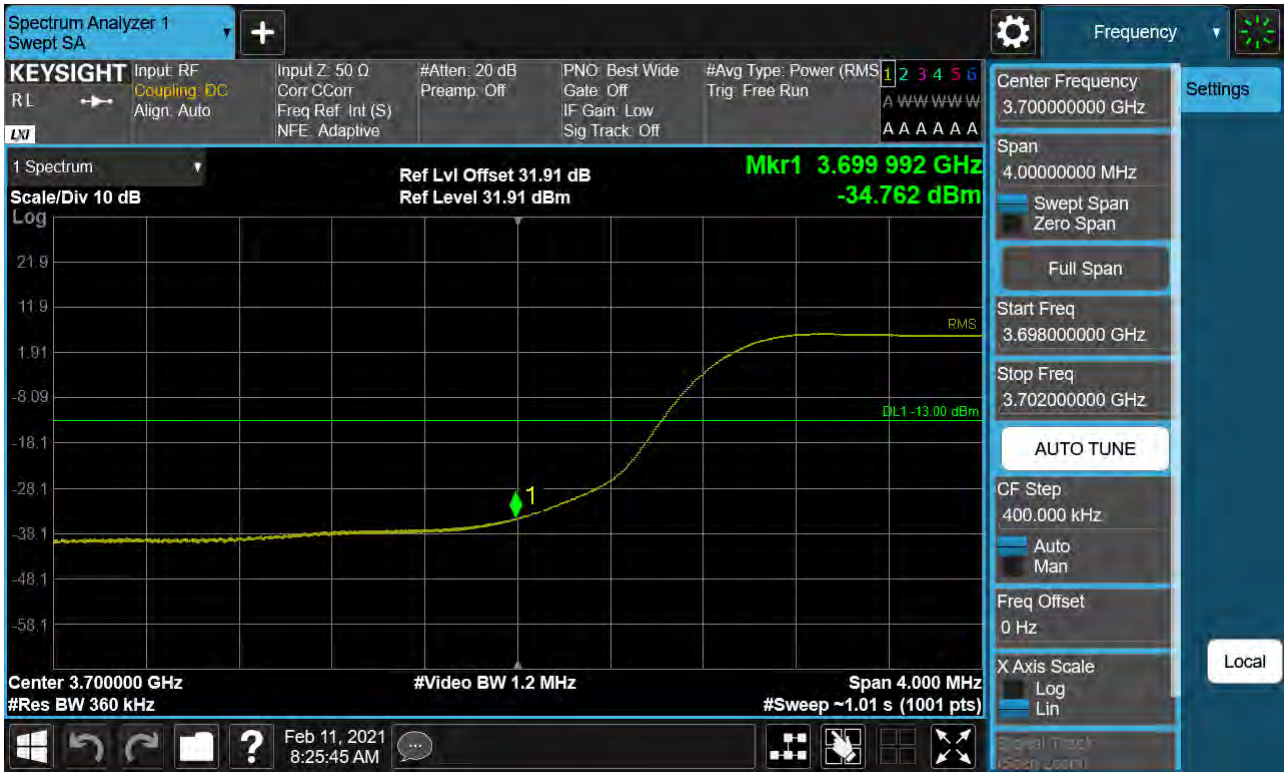 Spectrum Analyzer 1
Swept SA
+
Frequency
KEYSIGHT
RL
LXI
Input: RF
Coupling: DC
Align: Auto
Input Z: 50 Ω
Corr CCorr
Freq Ref: Int (S)
NFE: Adaptive
#Atten: 20 dB
Preamp: Off
PNO: Best Wide
Gate: Off
IF Gain: Low
Sig Track: Off
#Avg Type: Power (RMS
Trig: Free Run
1 2 3 4 5 6
A W W W W W
A A A A A A
1 Spectrum
Scale/Div 10 dB
Log
Ref Lvl Offset 31.91 dB
Ref Level 31.91 dBm
Mkr1 3.699 992 GHz
-34.762 dBm
21.9
11.9
1.91
-8.09
-18.1
-28.1
-38.1
-48.1
-58.1
RMS
DL1 -13.00 dBm
1
Center 3.700000 GHz
#Res BW 360 kHz
#Video BW 1.2 MHz
Span 4.000 MHz
#Sweep ~1.01 s (1001 pts)
Center Frequency
3.700000000 GHz
Span
4.00000000 MHz
Swept Span
Zero Span
Full Span
Start Freq
3.698000000 GHz
Stop Freq
3.702000000 GHz
AUTO TUNE
CF Step
400.000 kHz
Auto
Man
Freq Offset
0 Hz
X Axis Scale
Log
Lin
Signal Track
(Span Zoom)
Settings
Local
?
Feb 11, 2021
8:25:45 AM